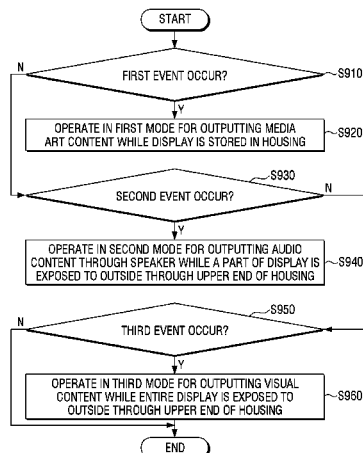 START
N
FIRST EVENT OCCUR?
S910
Y
OPERATE IN FIRST MODE FOR OUTPUTTING MEDIA
ART CONTENT WHILE DISPLAY IS STORED IN HOUSING
S920
S930
SECOND EVENT OCCUR?
N
Y
OPERATE IN SECOND MODE FOR OUTPUTTING AUDIO
CONTENT THROUGH SPEAKER WHILE A PART OF DISPLAY IS
EXPOSED TO OUTSIDE THROUGH UPPER END OF HOUSING
S940
S950
N
THIRD EVENT OCCUR?
Y
OPERATE IN THIRD MODE FOR OUTPUTTING VISUAL
CONTENT WHILE ENTIRE DISPLAY IS EXPOSED TO
OUTSIDE THROUGH UPPER END OF HOUSING
S960
END